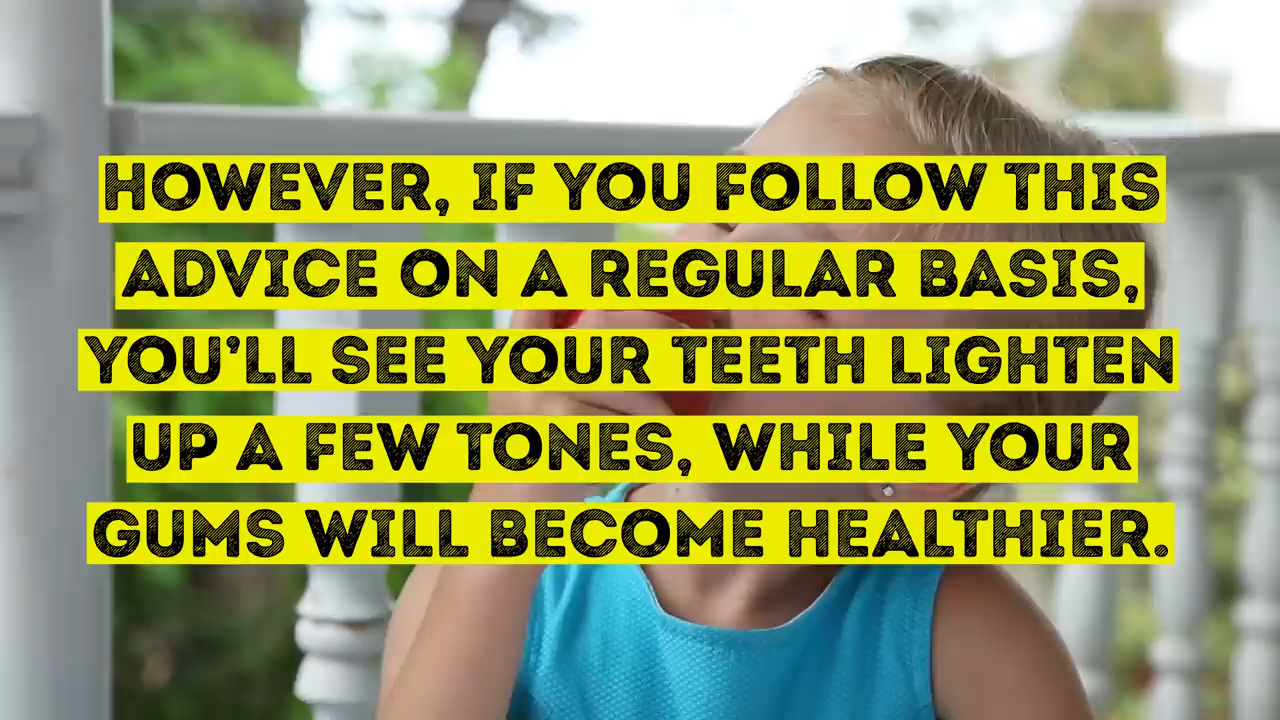 HOWEVER, IF YOU FOLLOW THIS
ADVICE ON A REGULAR BASIS,
YOU'LL SEE YOUR TEETH LIGHTEN
UP A FEW TONES, WHILE YOUR
GUMS WILL BECOME HEALTHIER.